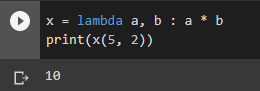 x = lambda a, b : a * b
print(x(5, 2))
10